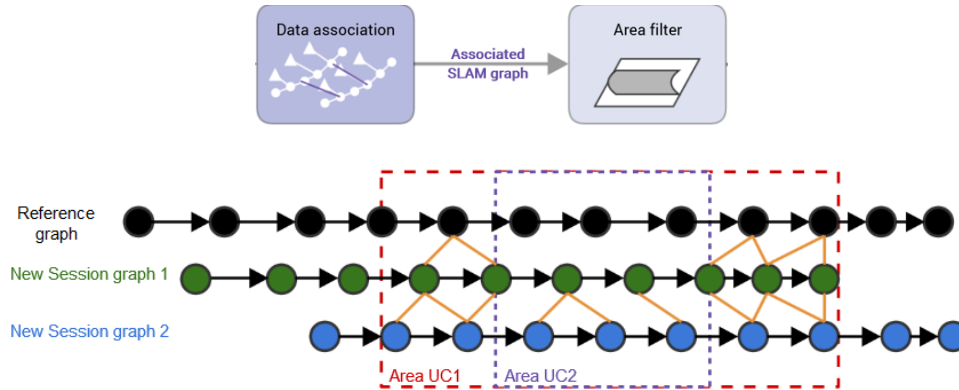 Data association
Associated
SLAM graph
Area filter
Reference
graph
New Session graph 1
New Session graph 2
Area UC1
Area UC2